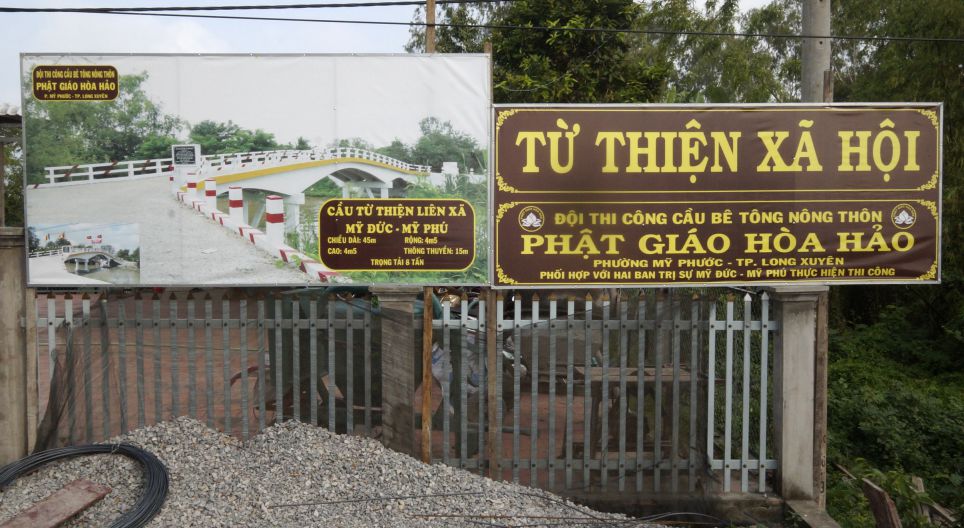 ĐỘI THI CÔNG CẦU BÊ TÔNG NÔNG THÔN
PHẬT GIÁO HÒA HẢO
P. MỸ PHƯỚC - TP. LONG XUYÊN
CẦU TỪ THIỆN LIÊN XÃ
MỸ ĐỨC - MỸ PHÚ
CHIỀU DÀI: 45m RỘNG: 4m5
CAO: 4m5 THÔNG THUYỀN: 15m
TRỌNG TẢI 8 TẤN
TỪ THIỆN XÃ HỘI
ĐỘI THI CÔNG CẦU BÊ TÔNG NÔNG THÔN
PHẬT GIÁO HÒA HẢO
PHƯỜNG MỸ PHƯỚC - TP. LONG XUYÊN
PHỐI HỢP VỚI HAI BAN TRỊ SỰ MỸ ĐỨC - MỸ PHÚ THỰC HIỆN THI CÔNG